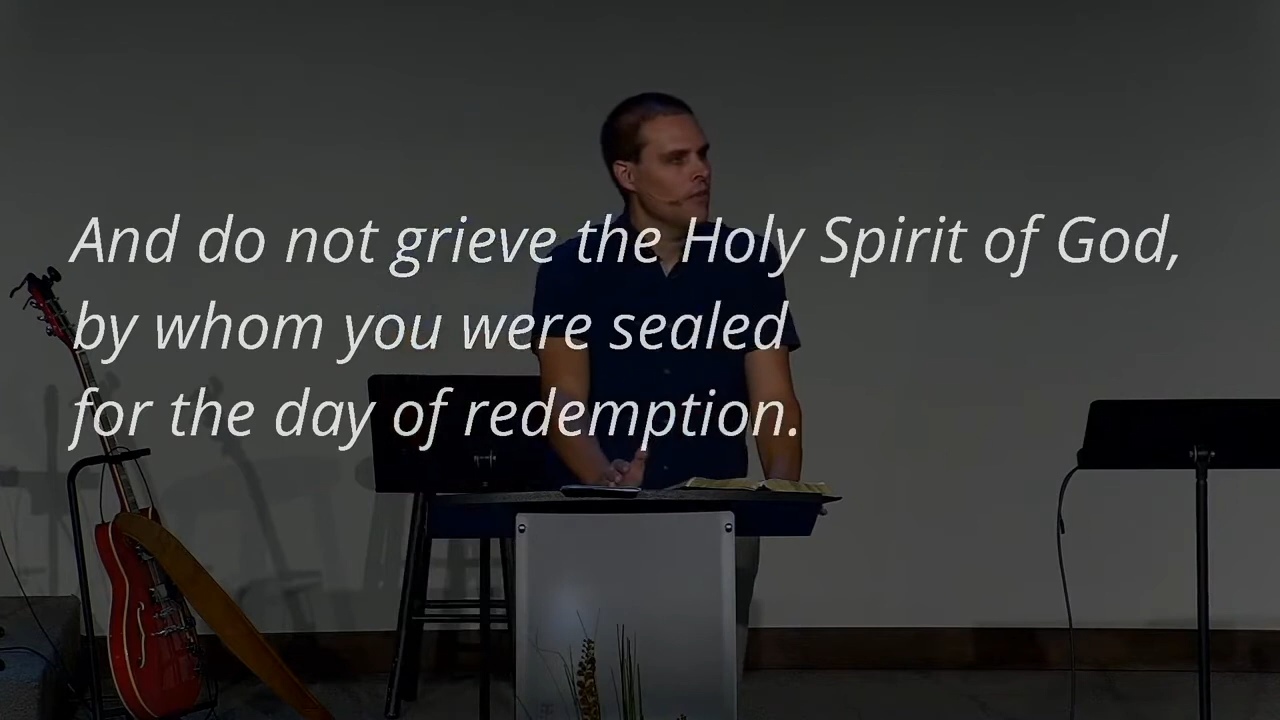 And do not grieve the Holy Spirit of God,
by whom you were sealed
for the day of redemption.